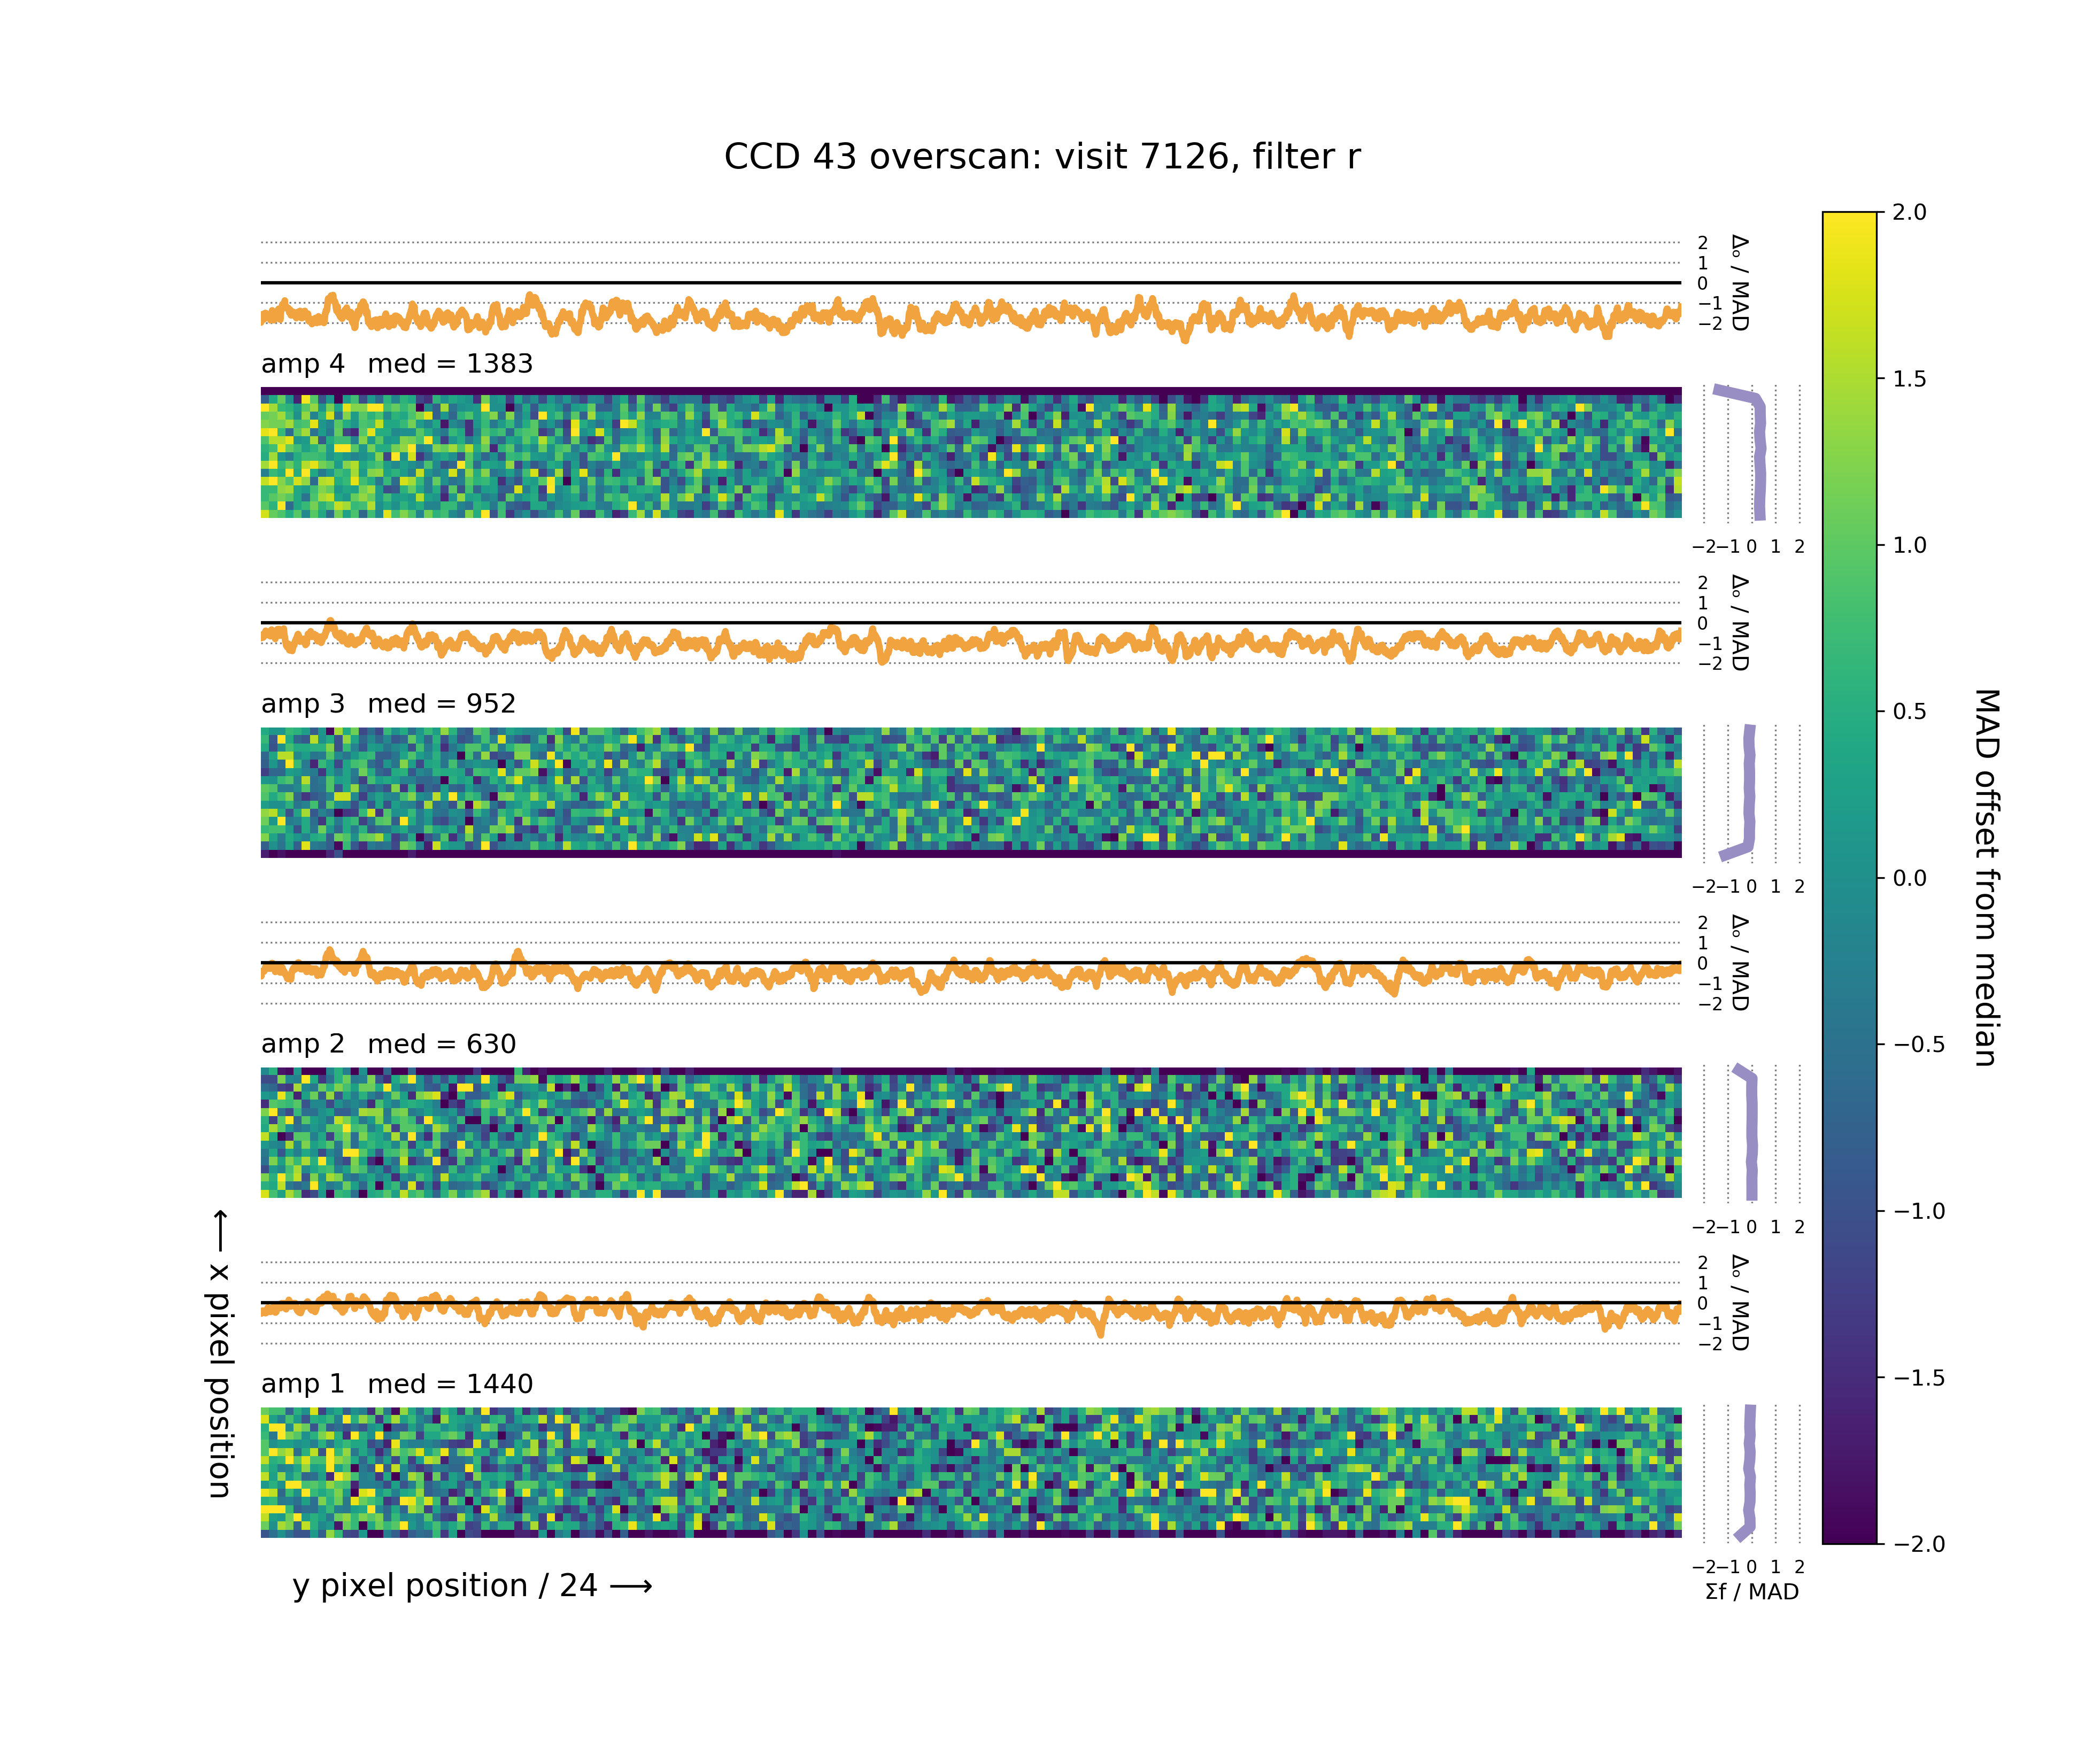 CCD 43 overscan: visit 7126, filter r
2
1
0
−1
−2
Δₒ / MAD
amp 4 med = 1383
−2 −1 0 1 2
2
1
0
−1
−2
Δₒ / MAD
amp 3 med = 952
−2 −1 0 1 2
2
1
0
−1
−2
Δₒ / MAD
amp 2 med = 630
−2 −1 0 1 2
2
1
0
−1
−2
Δₒ / MAD
amp 1 med = 1440
−2 −1 0 1 2
Σf / MAD
y pixel position / 24 ⟶
⟵ x pixel position
2.0
1.5
1.0
0.5
0.0
−0.5
−1.0
−1.5
−2.0
MAD offset from median